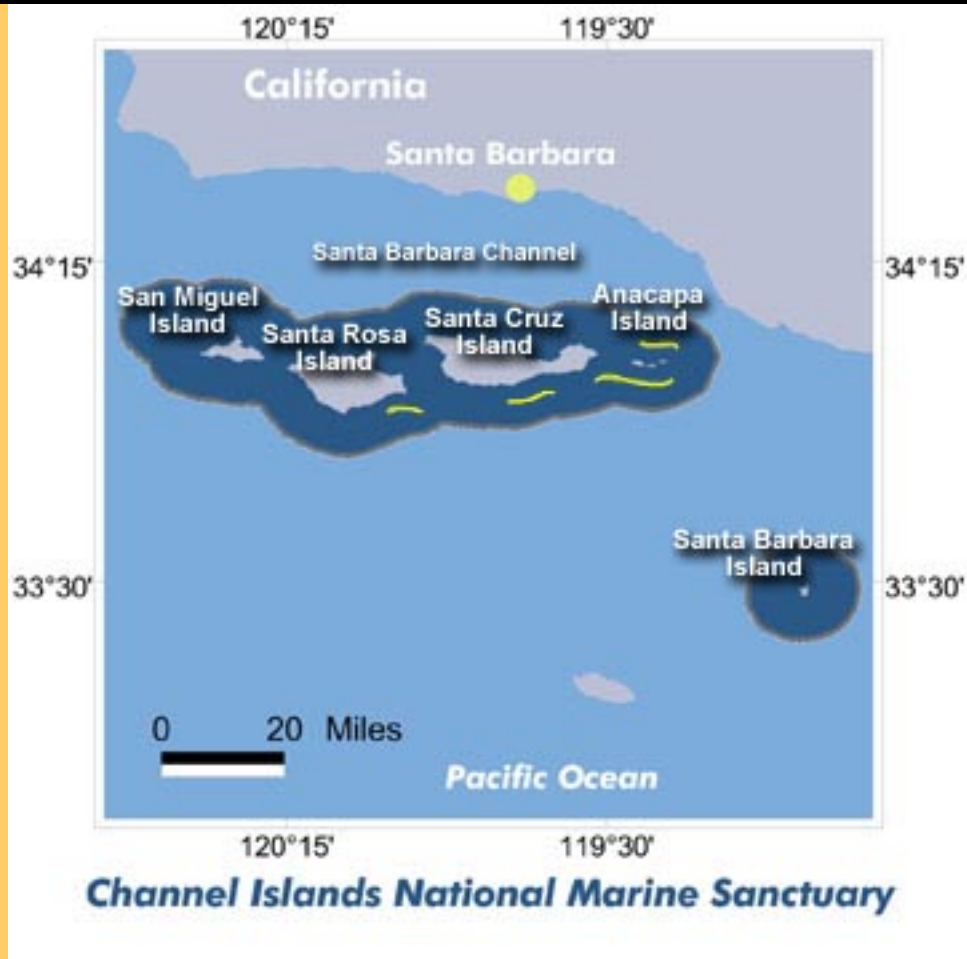 120°15' 119°30'
California
Santa Barbara
Santa Barbara Channel
34°15' 34°15'
San Miguel
Island
Santa Rosa
Island
Santa Cruz
Island
Anacapa
Island
Santa Barbara
Island
33°30' 33°30'
0 20 Miles
Pacific Ocean
120°15' 119°30'
Channel Islands National Marine Sanctuary